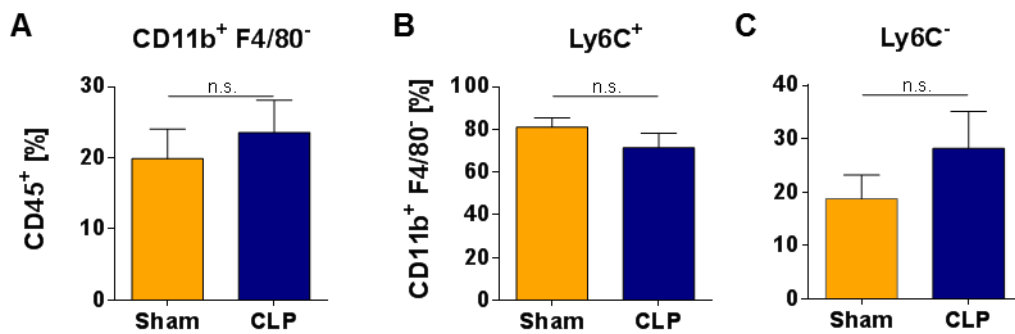 A
CD11b⁺ F4/80⁻
CD45⁺ [%]
30
20
10
0
n.s.
Sham
CLP
B
Ly6C⁺
CD11b⁺ F4/80⁻ [%]
100
80
60
40
20
0
n.s.
Sham
CLP
C
Ly6C⁻
40
30
20
10
0
n.s.
Sham
CLP